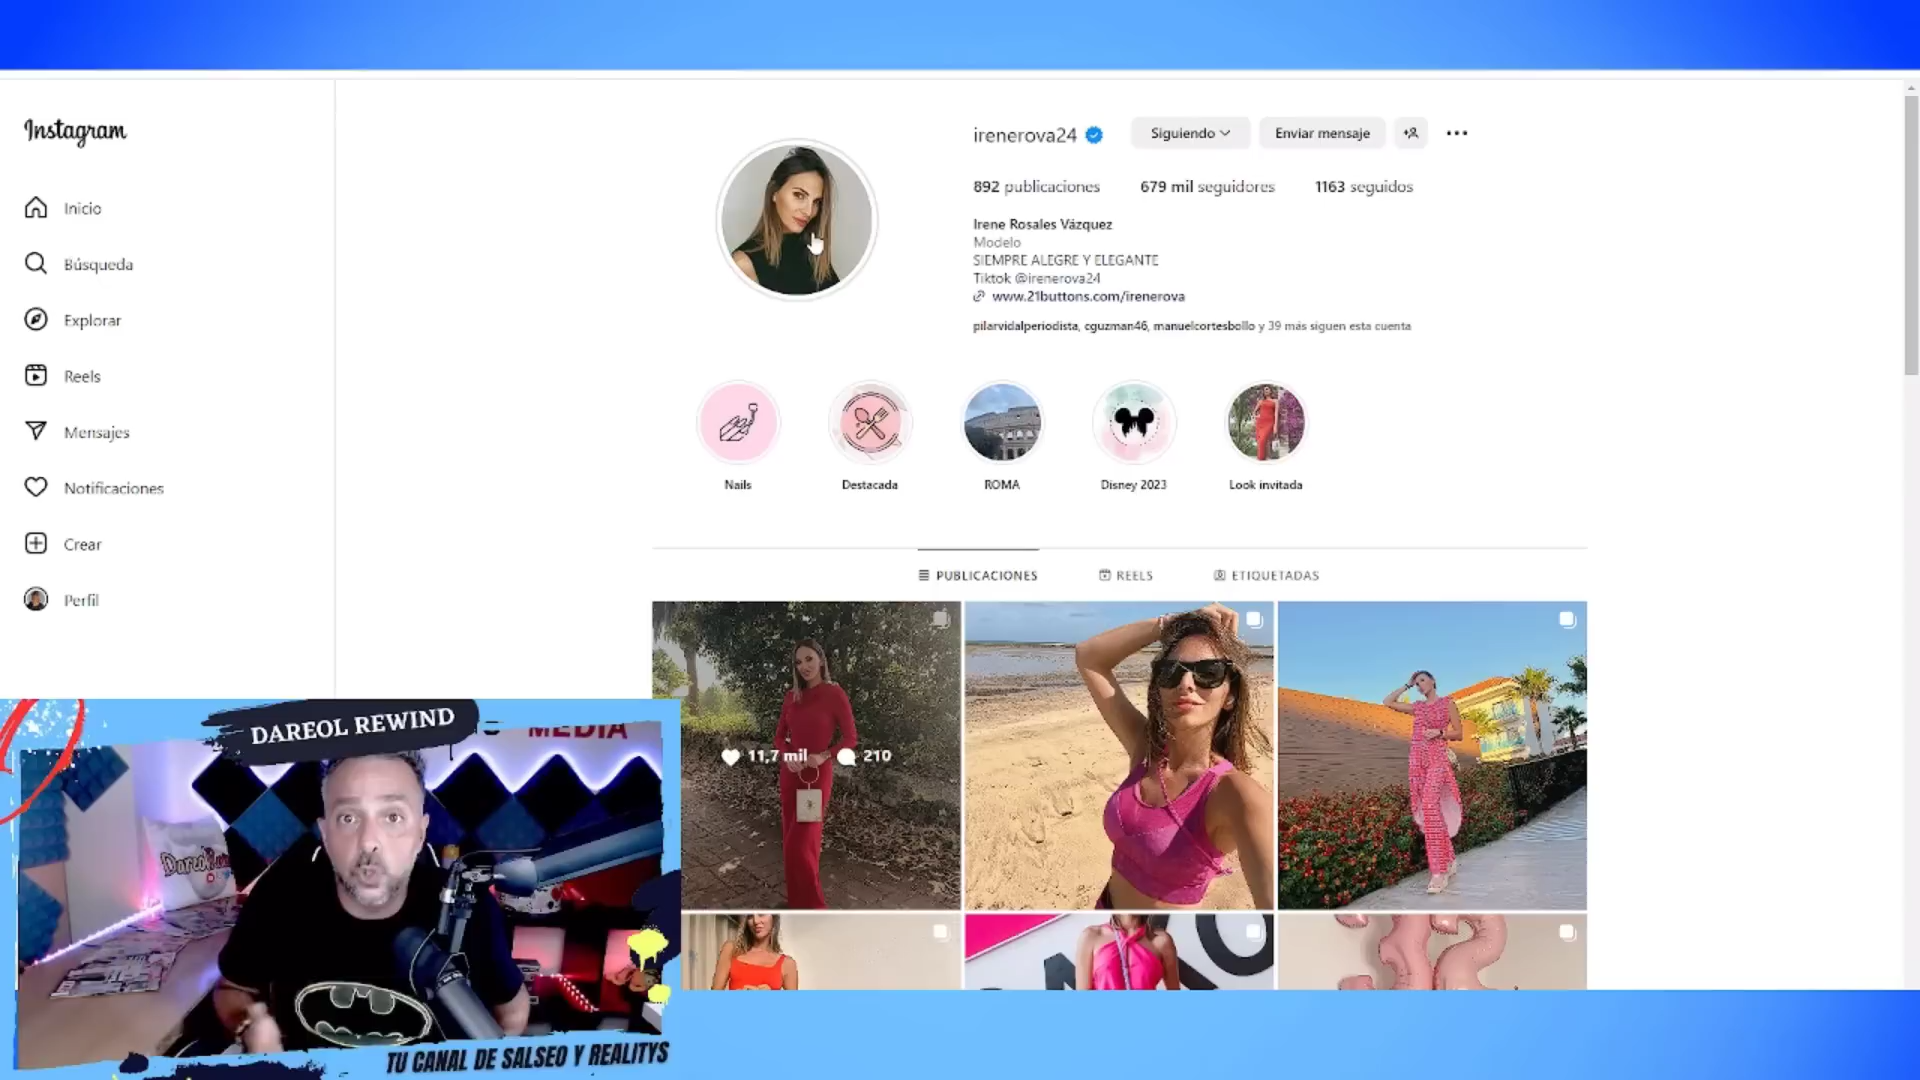 Instagram
Inicio
Búsqueda
Explorar
Reels
Mensajes
Notificaciones
Crear
Perfil
irenerova24
Siguiendo
Enviar mensaje
892 publicaciones
679 mil seguidores
1163 seguidos
Irene Rosales Vázquez
Modelo
SIEMPRE ALEGRE Y ELEGANTE
Tiktok @irenerova24
www.21buttons.com/irenerova
pilarvidalperiodista, cguzman46, manuelcortesbollo y 39 más siguen esta cuenta
Nails
Destacada
ROMA
Disney 2023
Look invitada
PUBLICACIONES
REELS
ETIQUETADAS
11,7 mil
210
DAREOL REWIND
MEDIA
TU CANAL DE SALSEO Y REALITYS